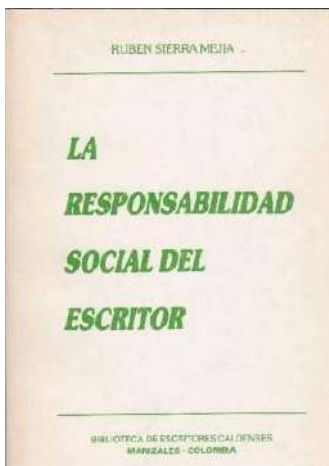 RUBEN SIERRA MEJIA
LA
RESPONSABILIDAD
SOCIAL DEL
ESCRITOR
BIBLIOTECA DE ESCRITORES CALDENSES
MANIZALES - COLOMBIA